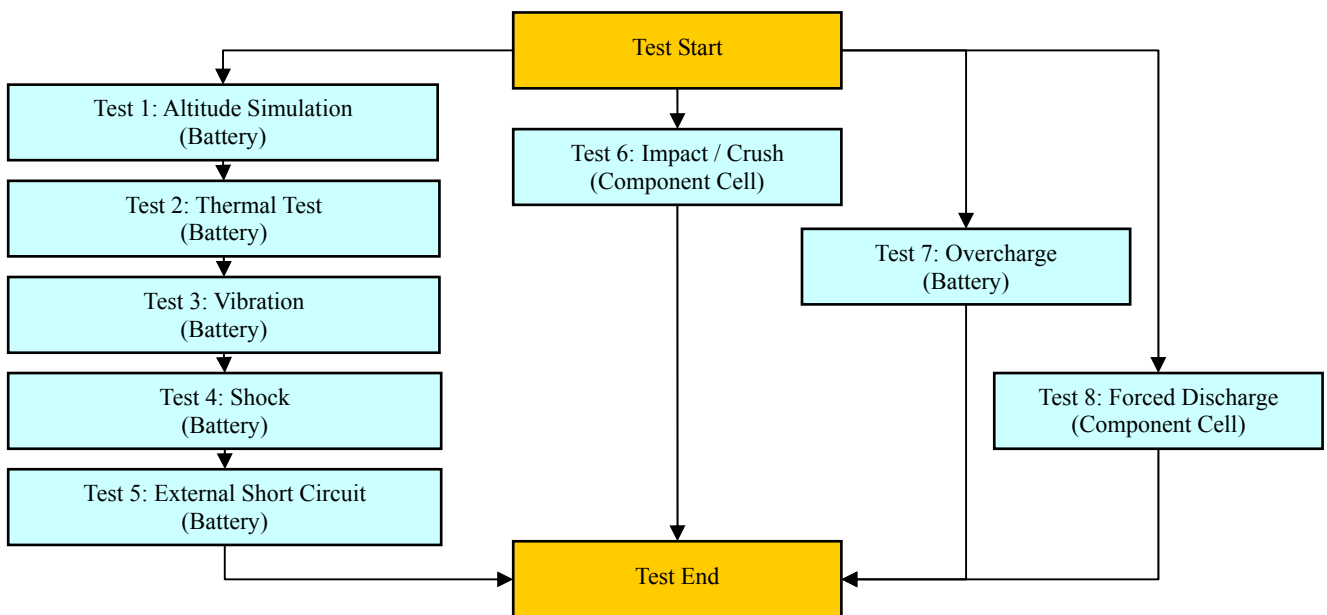 Test Start
Test 1: Altitude Simulation
(Battery)
Test 2: Thermal Test
(Battery)
Test 3: Vibration
(Battery)
Test 4: Shock
(Battery)
Test 5: External Short Circuit
(Battery)
Test 6: Impact / Crush
(Component Cell)
Test 7: Overcharge
(Battery)
Test 8: Forced Discharge
(Component Cell)
Test End